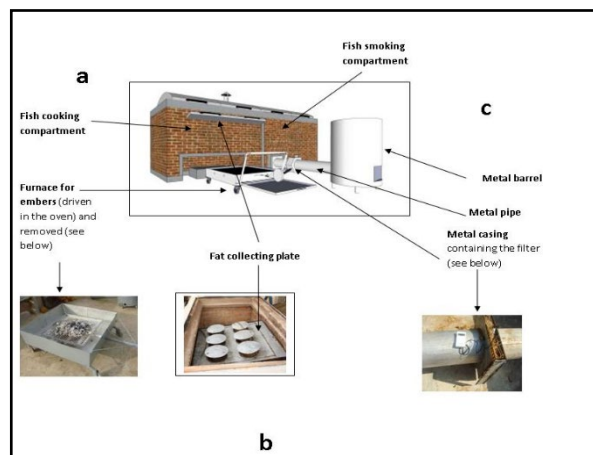 Fish smoking
compartment
a
Fish cooking
compartment
c
Metal barrel
Furnace for
embers (driven
in the oven) and
removed (see
below)
Metal pipe
Metal casing
containing the filter
(see below)
Fat collecting plate
b